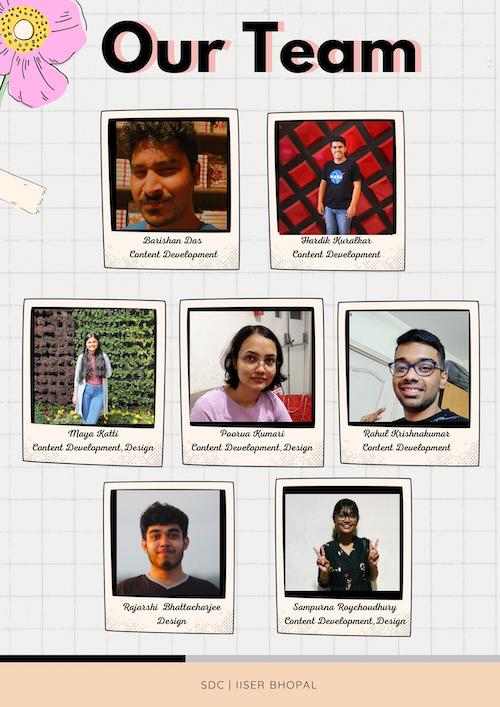 Our Team
NASA
Barishan Das
Content Development
Hardik Kuralkar
Content Development
Maya Katti
Content Development, Design
Poorva Kumari
Content Development, Design
Rahul Krishnakumar
Content Development
Rajarshi Bhattacharjee
Design
Sampurna Roychoudhury
Content Development, Design
SDC | IISER BHOPAL